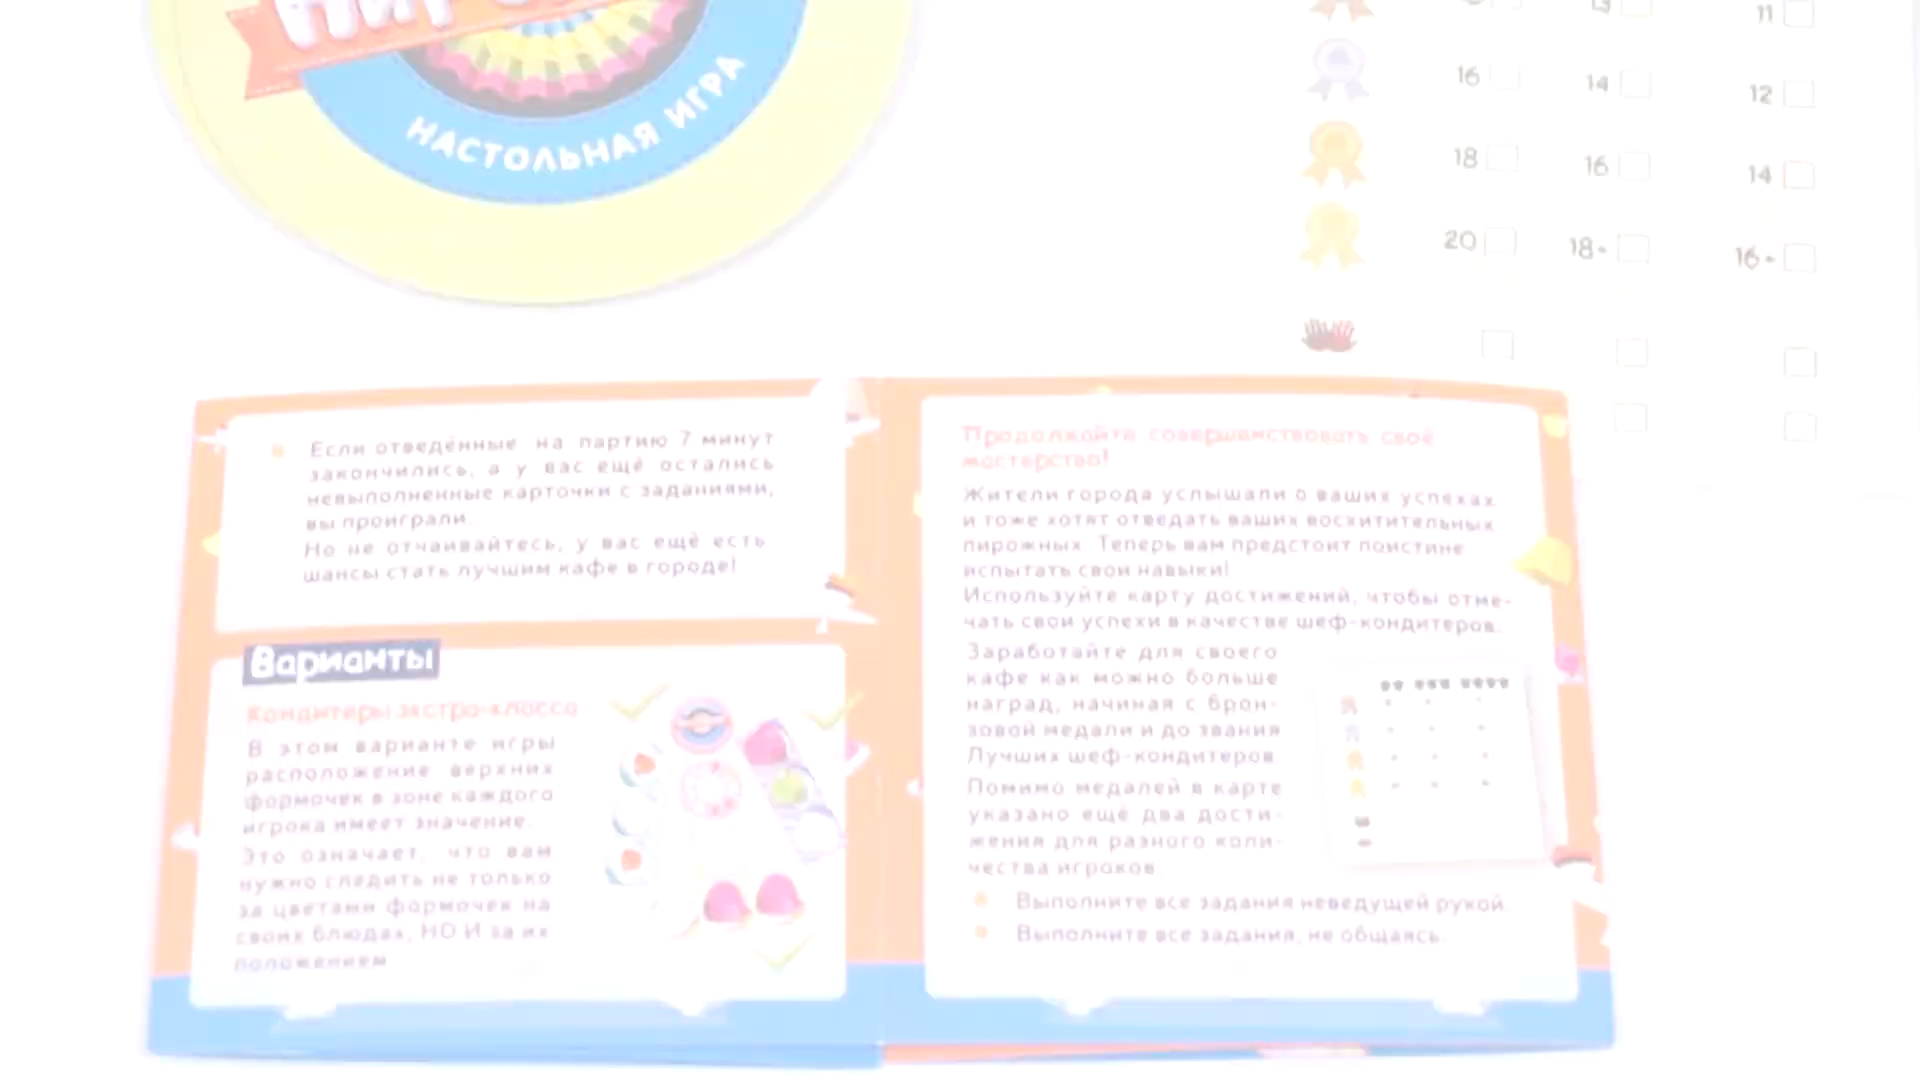 НАСТОЛЬНАЯ ИГРА
13 11
16 14 12
18 16 14
20 18+ 16+
Если отведённые на партию 7 минут
закончились, а у вас ещё остались
невыполненные карточки с заданиями,
вы проиграли.
Но не отчаивайтесь, у вас ещё есть
шансы стать лучшим кафе в городе!
Варианты
Кондитеры экстра-класса
В этом варианте игры
расположение верхних
формочек в зоне каждого
игрока имеет значение.
Это означает, что вам
нужно следить не только
за цветами формочек на
своих блюдах, НО И за их
положением
Продолжайте совершенствовать своё
мастерство!
Жители города услышали о ваших успехах
и тоже хотят отведать ваших восхитительных
пирожных. Теперь вам предстоит поистине
испытать свои навыки!
Используйте карту достижений, чтобы отме-
чать свои успехи в качестве шеф-кондитеров.
Заработайте для своего
кафе как можно больше
наград, начиная с брон-
зовой медали и до звания
Лучших шеф-кондитеров.
Помимо медалей в карте
указано ещё два дости-
жения для разного коли-
чества игроков.
Выполните все задания неведущей рукой.
Выполните все задания, не общаясь.